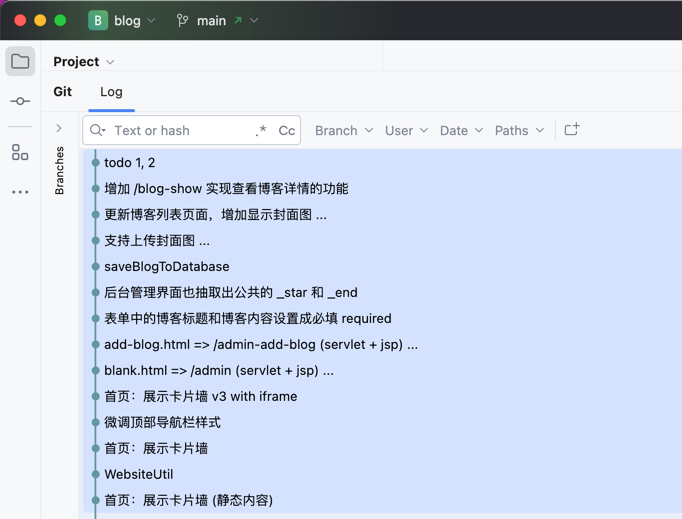 B blog main
Project
Git Log
Text or hash .* Cc Branch User Date Paths
Branches
todo 1, 2
增加 /blog-show 实现查看博客详情的功能
更新博客列表页面，增加显示封面图 ...
支持上传封面图 ...
saveBlogToDatabase
后台管理界面也抽取出公共的 _star 和 _end
表单中的博客标题和博客内容设置成必填 required
add-blog.html => /admin-add-blog (servlet + jsp) ...
blank.html => /admin (servlet + jsp) ...
首页：展示卡片墙 v3 with iframe
微调顶部导航栏样式
首页：展示卡片墙
WebsiteUtil
首页：展示卡片墙 (静态内容)